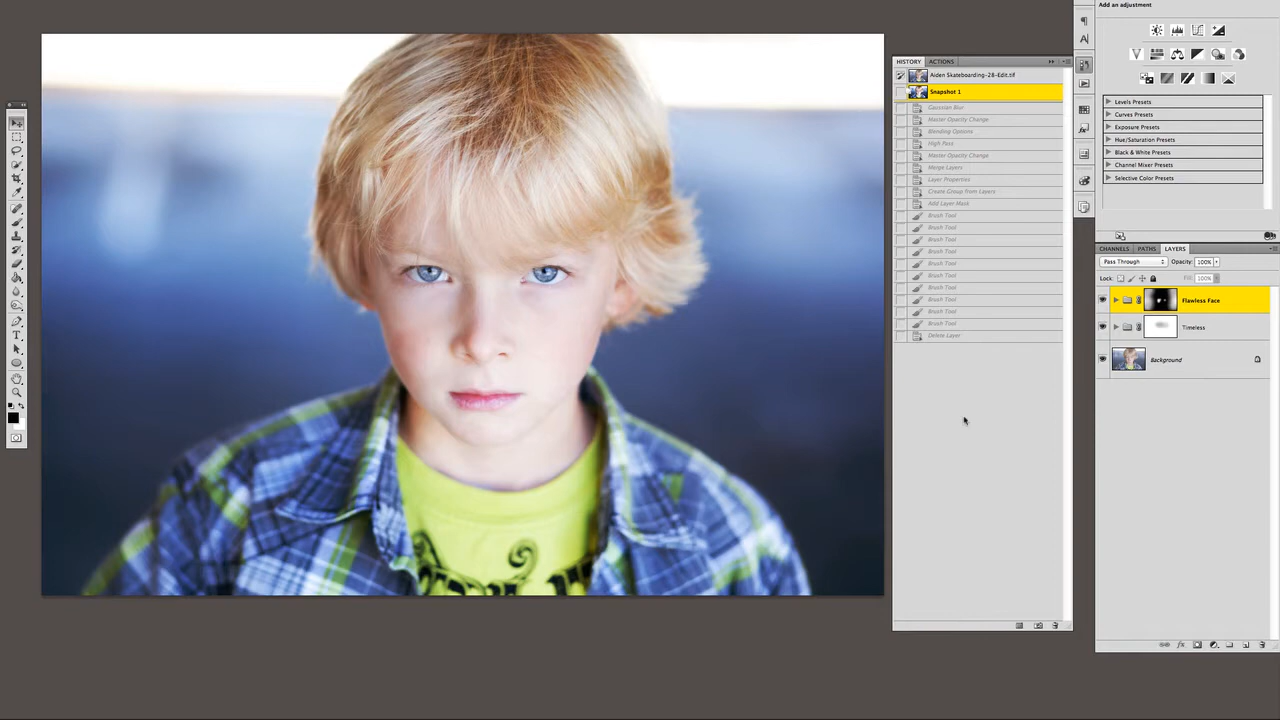 Add an adjustment
HISTORY
ACTIONS
Aiden Skateboarding-28-Edit.tif
Snapshot 1
Gaussian Blur
Master Opacity Change
Blending Options
High Pass
Master Opacity Change
Merge Layers
Layer Properties
Create Group from Layers
Add Layer Mask
Brush Tool
Brush Tool
Brush Tool
Brush Tool
Brush Tool
Brush Tool
Brush Tool
Brush Tool
Brush Tool
Brush Tool
Delete Layer
Levels Presets
Curves Presets
Exposure Presets
Hue/Saturation Presets
Black & White Presets
Channel Mixer Presets
Selective Color Presets
CHANNELS
PATHS
LAYERS
Pass Through
Opacity: 100%
Lock:
Fill: 100%
Flawless Face
Timeless
Background